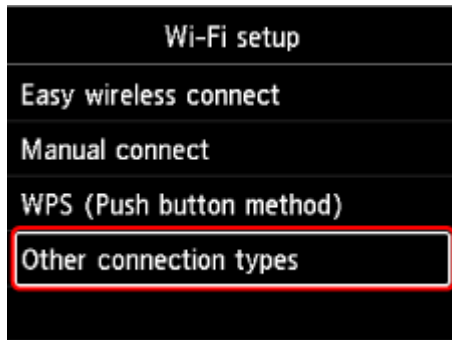 Wi-Fi setup
Easy wireless connect
Manual connect
WPS (Push button method)
Other connection types